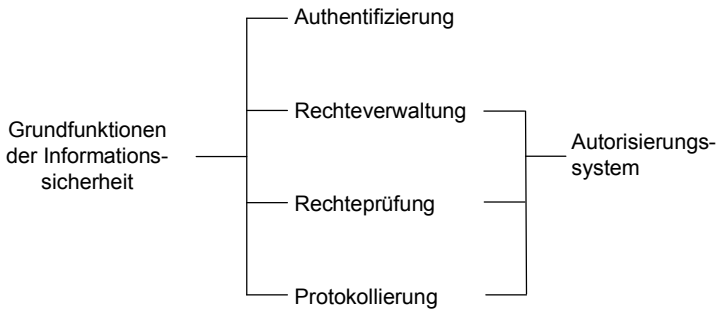 Authentifizierung
Rechteverwaltung
Grundfunktionen
der Informations-
sicherheit
Autorisierungs-
system
Rechteprüfung
Protokollierung